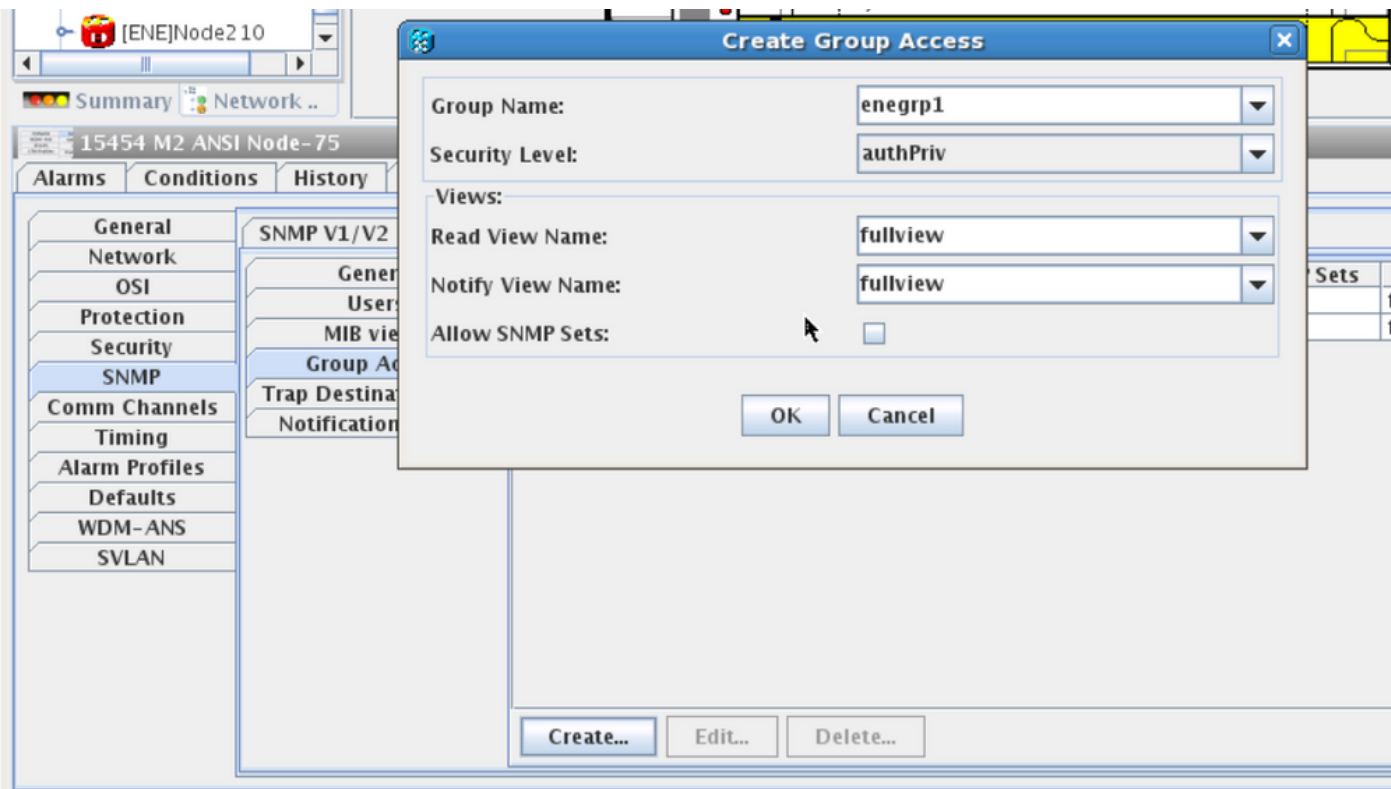 [ENE]Node210
Summary
Network ..
15454 M2 ANSI Node-75
Alarms
Conditions
History
General
Network
OSI
Protection
Security
SNMP
Comm Channels
Timing
Alarm Profiles
Defaults
WDM-ANS
SVLAN
SNMP V1/V2
Gener
User
MIB vie
Group Ac
Trap Destina
Notification
Create Group Access
Group Name:
enegrp1
Security Level:
authPriv
Views:
Read View Name:
fullview
Notify View Name:
fullview
Allow SNMP Sets:
OK
Cancel
Sets
Create...
Edit...
Delete...